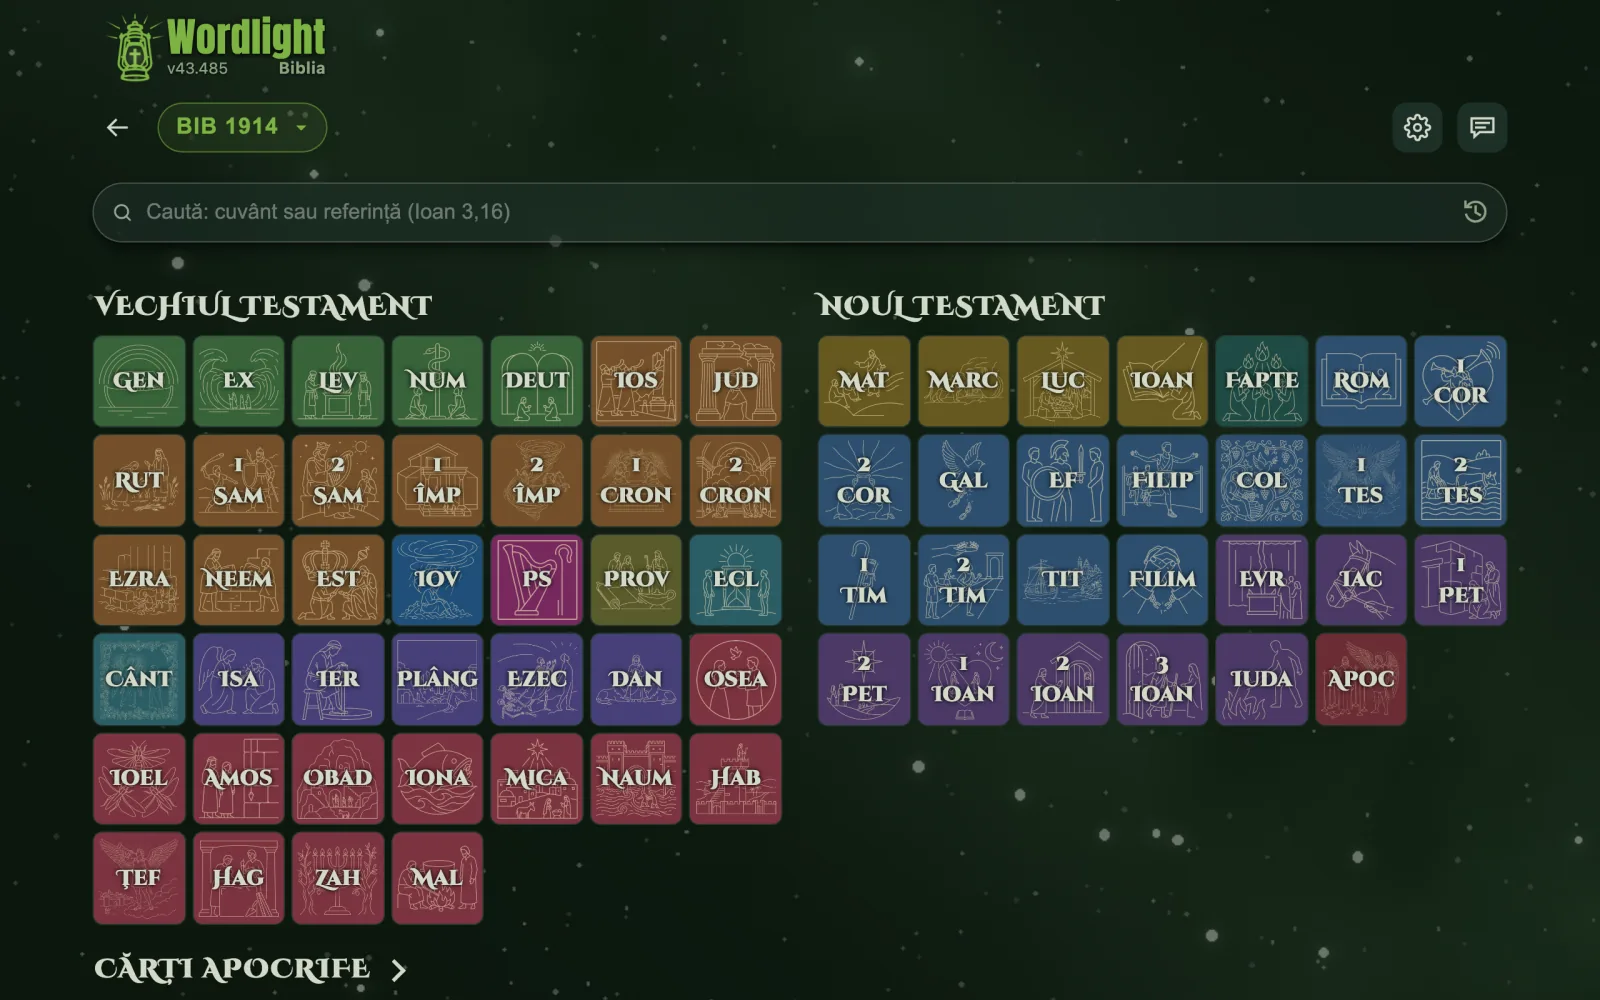 Wordlight
v43.485 Biblia
BIB 1914
Caută: cuvânt sau referință (Ioan 3,16)
VECHIUL TESTAMENT
GEN EX LEV NUM DEUT IOS JUD
RUT 1 SAM 2 SAM 1 ÎMP 2 ÎMP 1 CRON 2 CRON
EZRA NEEM EST IOV PS PROV ECL
CÂNT ISA IER PLÂNG EZEC DAN OSEA
IOEL AMOS OBAD IONA MICA NAUM HAB
ȚEF HAG ZAH MAL
CĂRȚI APOCRIFE
NOUL TESTAMENT
MAT MARC LUC IOAN FAPTE ROM 1 COR
2 COR GAL EF FILIP COL 1 TES 2 TES
1 TIM 2 TIM TIT FILIM EVR IAC 1 PET
2 PET 1 IOAN 2 IOAN 3 IOAN IUDA APOC